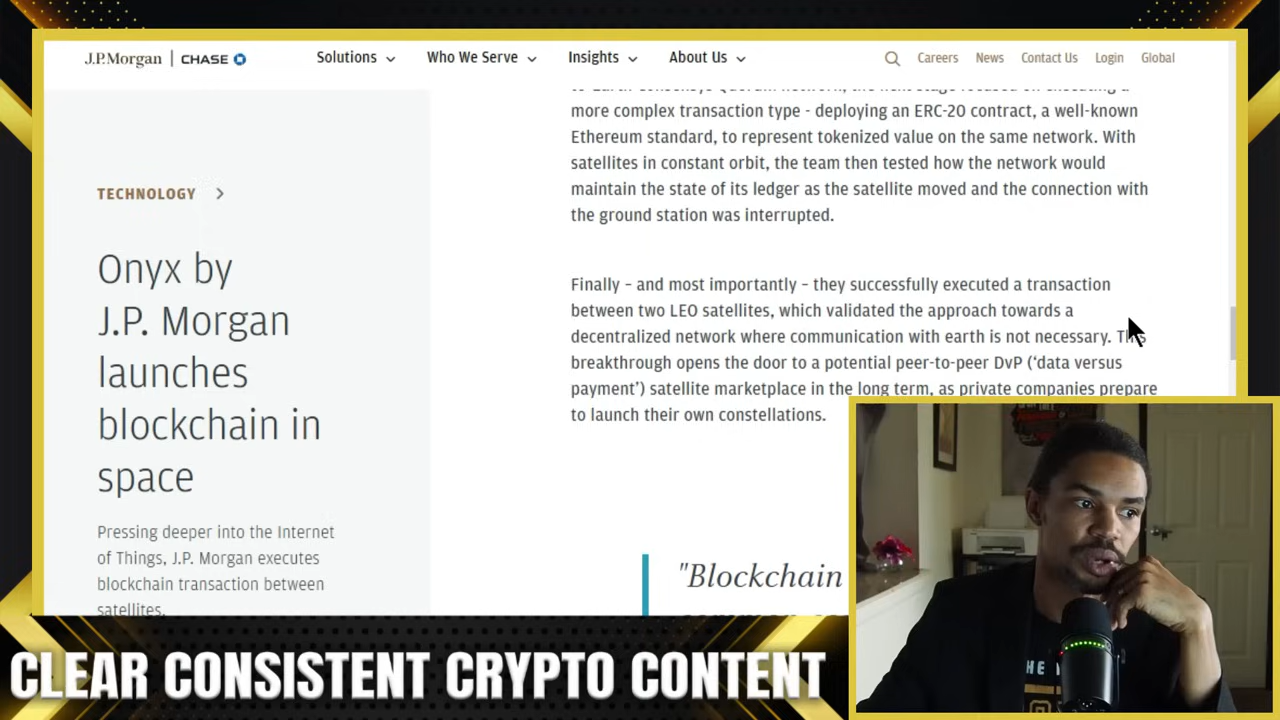 J.P.Morgan | CHASE
Solutions
Who We Serve
Insights
About Us
Careers
News
Contact Us
Login
Global
TECHNOLOGY
Onyx by
J.P. Morgan
launches
blockchain in
space
Pressing deeper into the Internet
of Things, J.P. Morgan executes
blockchain transaction between
satellites.
more complex transaction type - deploying an ERC-20 contract, a well-known
Ethereum standard, to represent tokenized value on the same network. With
satellites in constant orbit, the team then tested how the network would
maintain the state of its ledger as the satellite moved and the connection with
the ground station was interrupted.
Finally – and most importantly – they successfully executed a transaction
between two LEO satellites, which validated the approach towards a
decentralized network where communication with earth is not necessary. This
breakthrough opens the door to a potential peer-to-peer DvP (‘data versus
payment’) satellite marketplace in the long term, as private companies prepare
to launch their own constellations.
"Blockchain
CLEAR CONSISTENT CRYPTO CONTENT